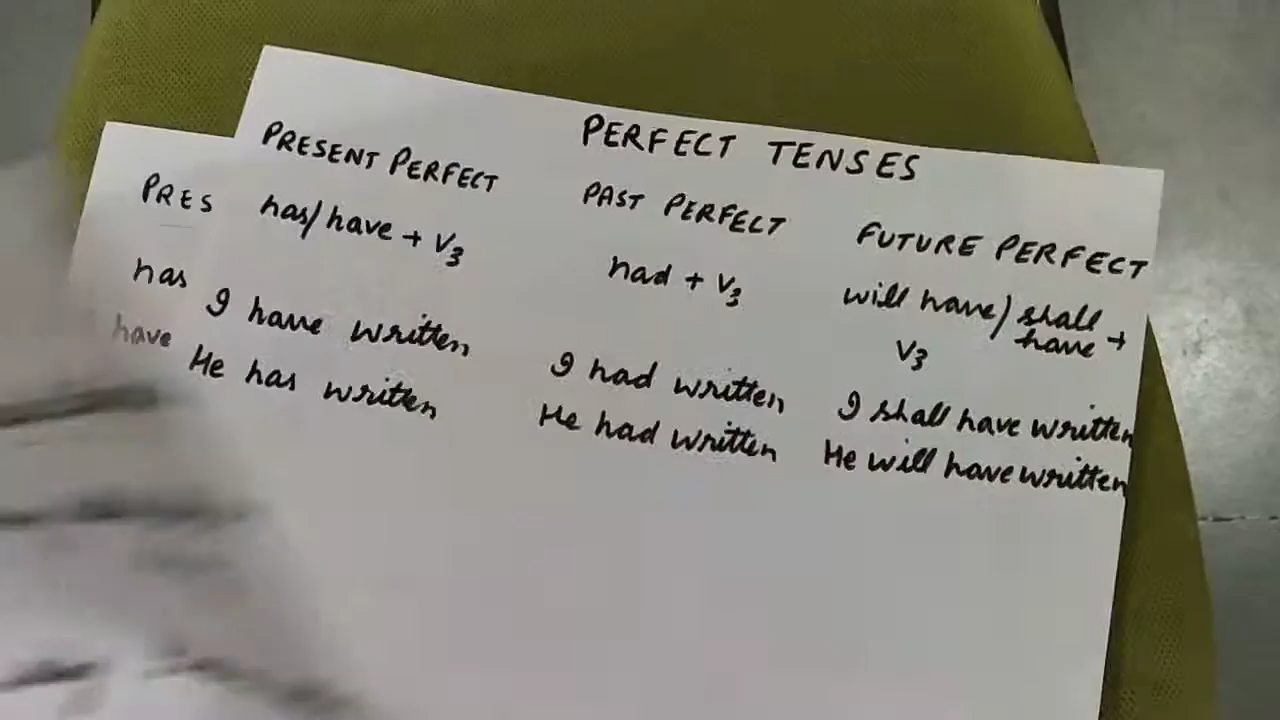 PERFECT TENSES
PRESENT PERFECT
has/have + V3
I have written
He has written
PAST PERFECT
had + V3
I had written
He had written
FUTURE PERFECT
will have/shall have +
V3
I shall have written
He will have written
PRES
has
have